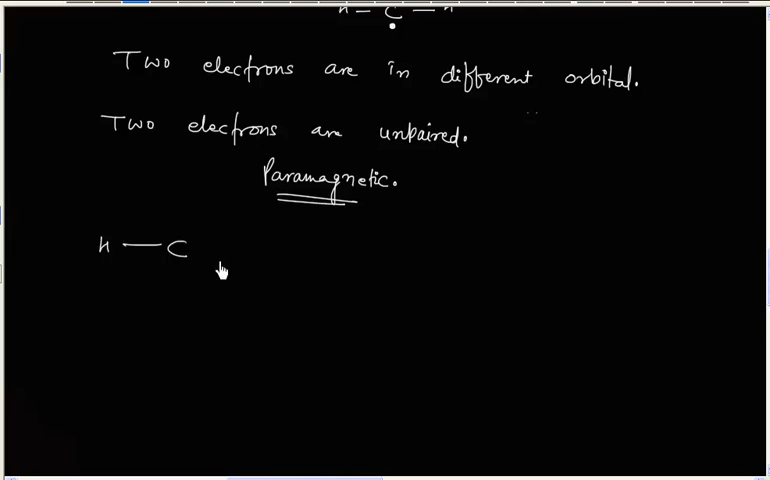 H — C — H
Two electrons are in different orbital.
Two electrons are unpaired.
Paramagnetic.
H — C